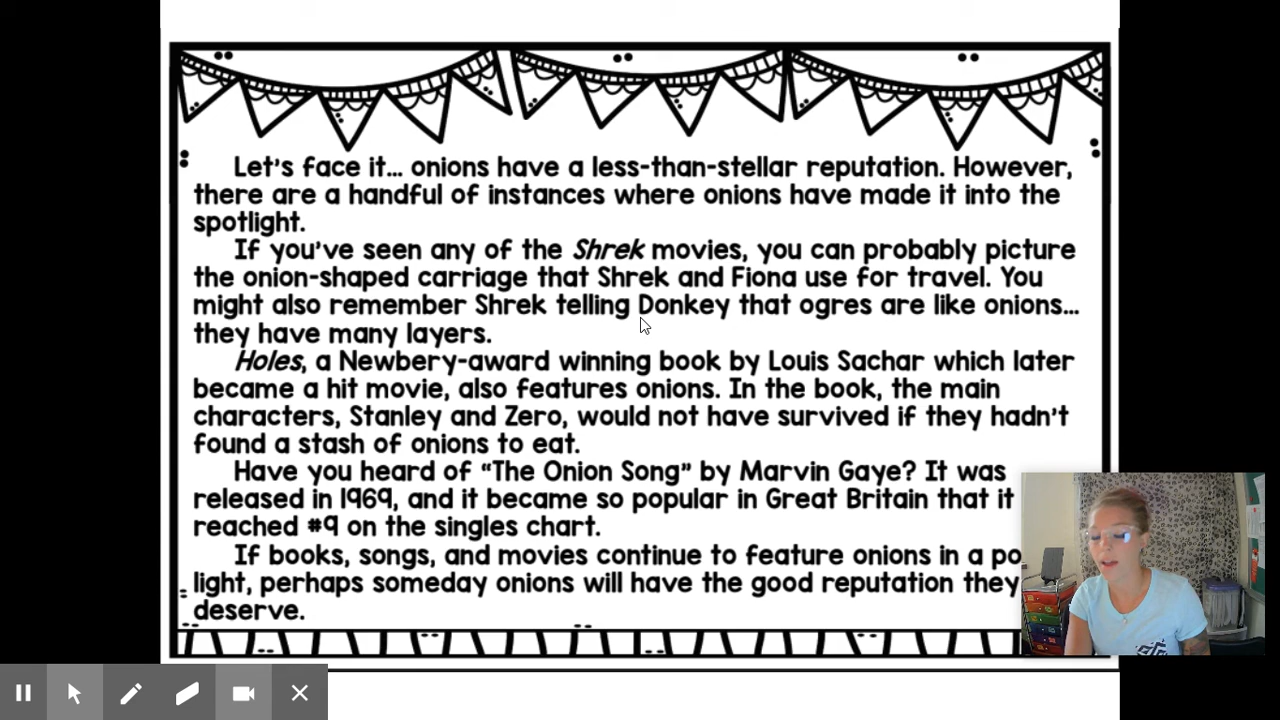 Let's face it... onions have a less-than-stellar reputation. However,
there are a handful of instances where onions have made it into the
spotlight.
If you've seen any of the Shrek movies, you can probably picture
the onion-shaped carriage that Shrek and Fiona use for travel. You
might also remember Shrek telling Donkey that ogres are like onions...
they have many layers.
Holes, a Newbery-award winning book by Louis Sachar which later
became a hit movie, also features onions. In the book, the main
characters, Stanley and Zero, would not have survived if they hadn't
found a stash of onions to eat.
Have you heard of “The Onion Song” by Marvin Gaye? It was
released in 1969, and it became so popular in Great Britain that it
reached #9 on the singles chart.
If books, songs, and movies continue to feature onions in a
light, perhaps someday onions will have the good reputation they
deserve.